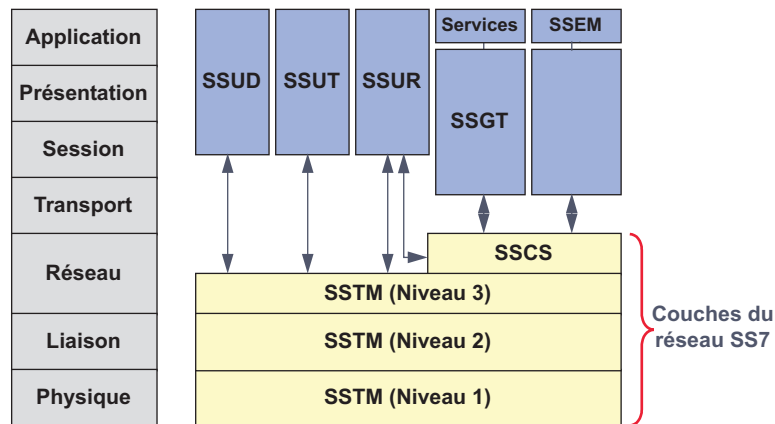 Application
Présentation
Session
Transport
Réseau
Liaison
Physique
SSUD
SSUT
SSUR
Services
SSEM
SSGT
SSCS
SSTM (Niveau 3)
SSTM (Niveau 2)
SSTM (Niveau 1)
Couches du
réseau SS7